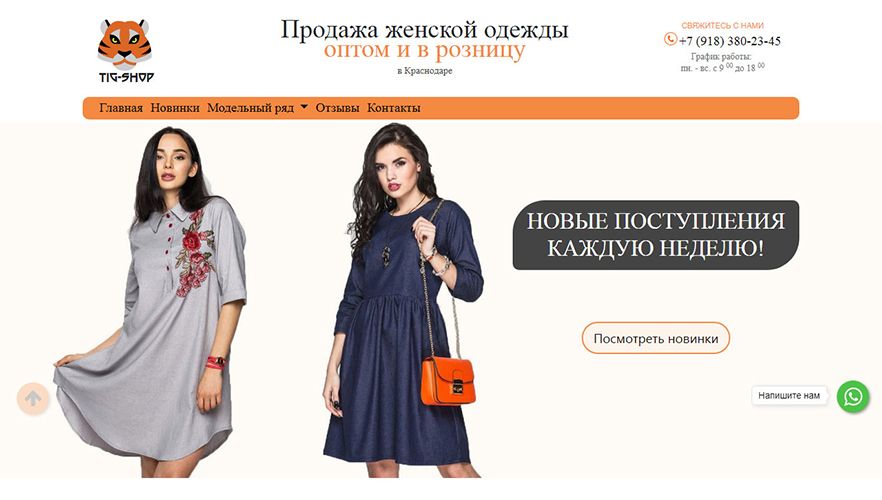 TIG-SHOP
Продажа женской одежды
оптом и в розницу
в Краснодаре
СВЯЖИТЕСЬ С НАМИ
+7 (918) 380-23-45
График работы:
пн. - вс. с 9 00 до 18 00
Главная Новинки Модельный ряд Отзывы Контакты
НОВЫЕ ПОСТУПЛЕНИЯ
КАЖДУЮ НЕДЕЛЮ!
Посмотреть новинки
Напишите нам